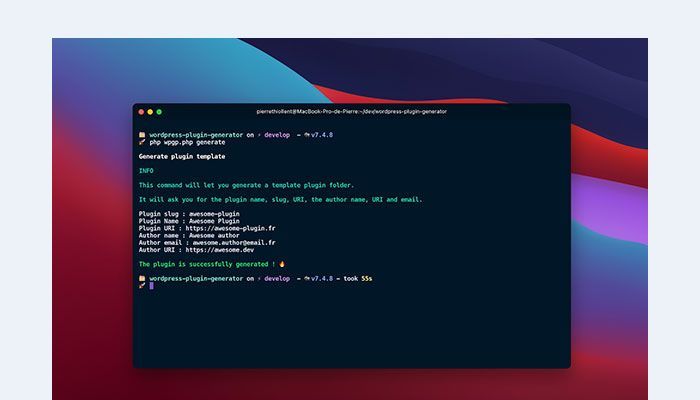 pierrethiollent@MacBook-Pro-de-Pierre:~/dev/wordpress-plugin-generator
wordpress-plugin-generator on ⚡ develop – 🐘v7.4.8
🚀 php wpgp.php generate
Generate plugin template
INFO
This command will let you generate a template plugin folder.
It will ask you for the plugin name, slug, URI, the author name, URI and email.
Plugin slug : awesome-plugin
Plugin Name : Awesome Plugin
Plugin URI : https://awesome-plugin.fr
Author name : Awesome author
Author email : awesome.author@email.fr
Author URI : https://awesome.dev
The plugin is successfully generated ! 🔥
wordpress-plugin-generator on ⚡ develop – 🐘v7.4.8 – took 55s
🚀